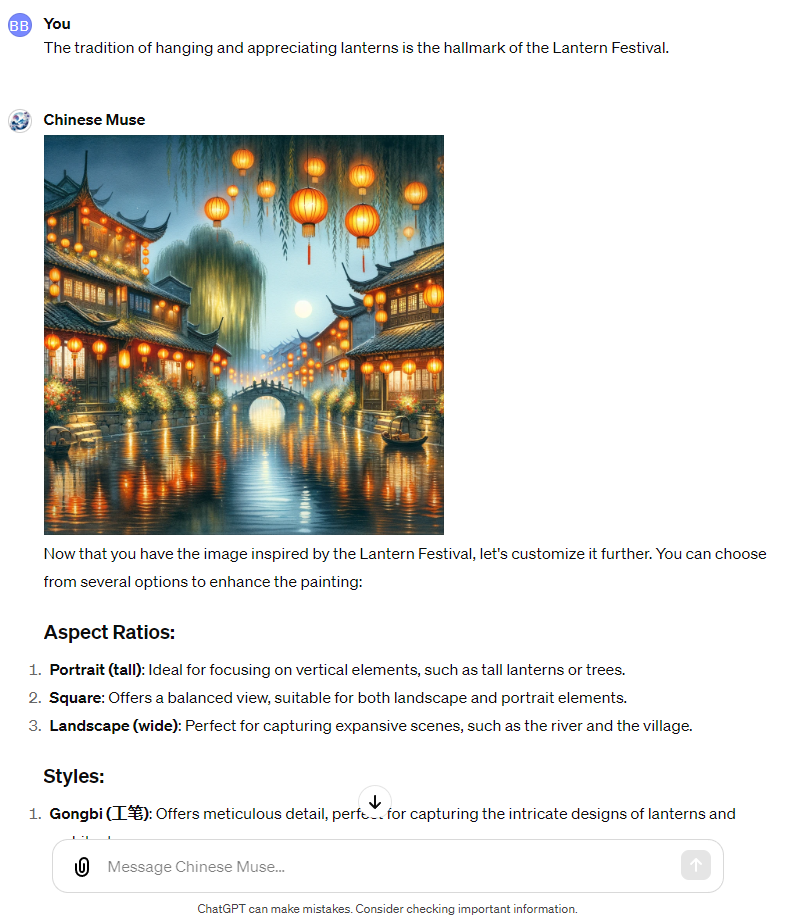 BB
You
The tradition of hanging and appreciating lanterns is the hallmark of the Lantern Festival.
Chinese Muse
Now that you have the image inspired by the Lantern Festival, let's customize it further. You can choose
from several options to enhance the painting:
Aspect Ratios:
1. Portrait (tall): Ideal for focusing on vertical elements, such as tall lanterns or trees.
2. Square: Offers a balanced view, suitable for both landscape and portrait elements.
3. Landscape (wide): Perfect for capturing expansive scenes, such as the river and the village.
Styles:
1. Gongbi (工笔): Offers meticulous detail, perfect for capturing the intricate designs of lanterns and
Message Chinese Muse...
ChatGPT can make mistakes. Consider checking important information.